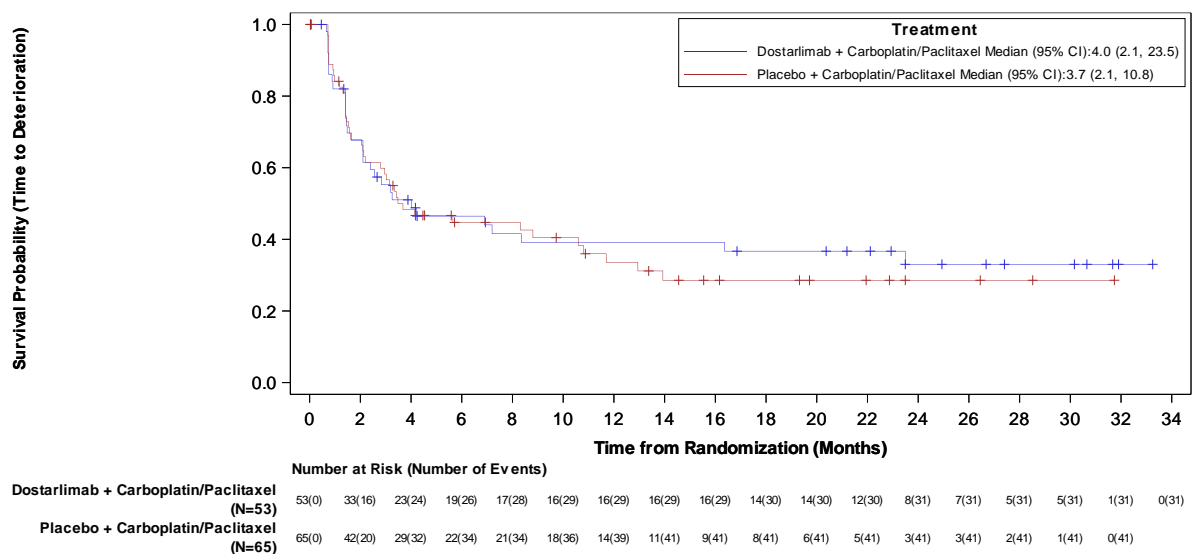 Survival Probability (Time to Deterioration)
1.0
0.8
0.6
0.4
0.2
0.0
Treatment
Dostarlimab + Carboplatin/Paclitaxel Median (95% CI):4.0 (2.1, 23.5)
Placebo + Carboplatin/Paclitaxel Median (95% CI):3.7 (2.1, 10.8)
0 2 4 6 8 10 12 14 16 18 20 22 24 26 28 30 32 34
Time from Randomization (Months)
Number at Risk (Number of Events)
Dostarlimab + Carboplatin/Paclitaxel
(N=53)
53(0) 33(16) 23(24) 19(26) 17(28) 16(29) 16(29) 16(29) 16(29) 14(30) 14(30) 12(30) 8(31) 7(31) 5(31) 5(31) 1(31) 0(31)
Placebo + Carboplatin/Paclitaxel
(N=65)
65(0) 42(20) 29(32) 22(34) 21(34) 18(36) 14(39) 11(41) 9(41) 8(41) 6(41) 5(41) 3(41) 3(41) 2(41) 1(41) 0(41)